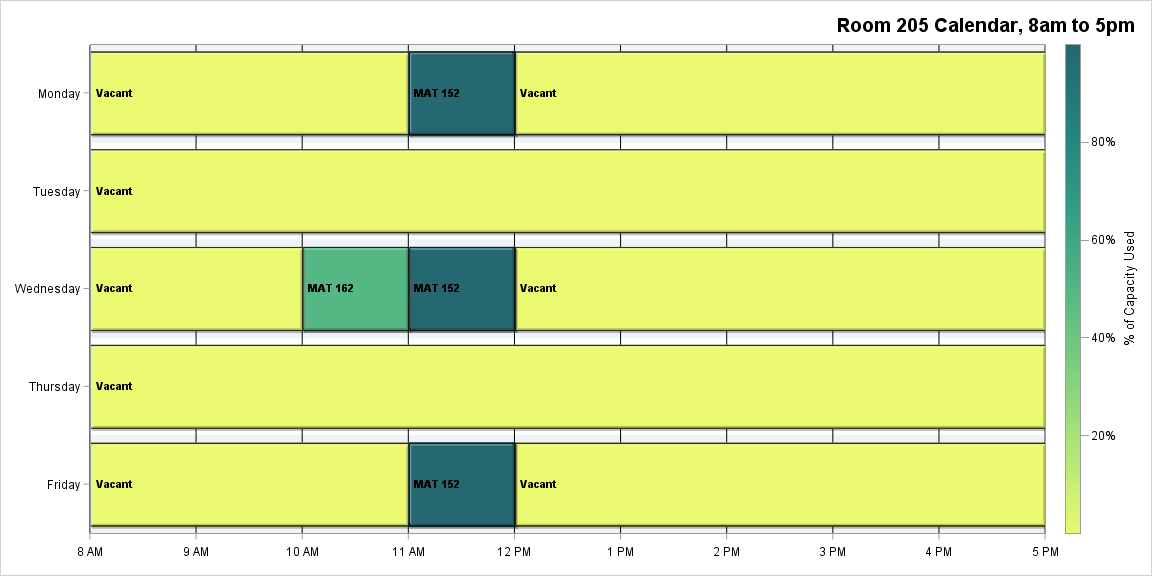 Room 205 Calendar, 8am to 5pm
Monday
Vacant
MAT 152
Vacant
Tuesday
Vacant
Wednesday
Vacant
MAT 162
MAT 152
Vacant
Thursday
Vacant
Friday
Vacant
MAT 152
Vacant
8 AM
9 AM
10 AM
11 AM
12 PM
1 PM
2 PM
3 PM
4 PM
5 PM
80%
60%
40%
20%
% of Capacity Used